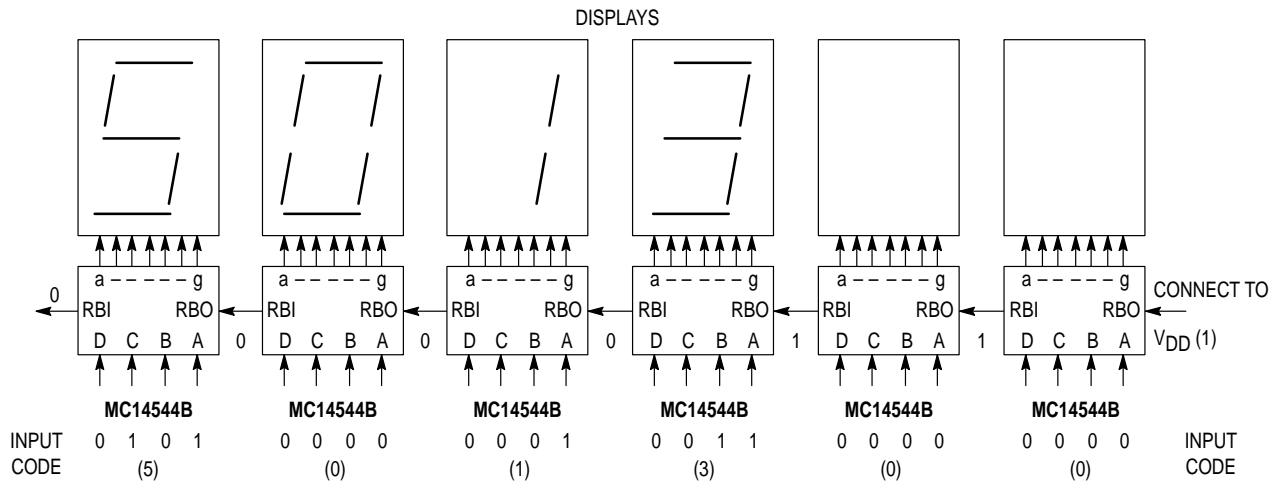 DISPLAYS
a g a g a g a g a g a g
0 CONNECT TO
RBI RBO RBI RBO RBI RBO RBI RBO RBI RBO RBI RBO
D C B A 0 D C B A 0 D C B A 0 D C B A 1 D C B A 1 D C B A VDD (1)
MC14544B MC14544B MC14544B MC14544B MC14544B MC14544B
INPUT 0 1 0 1 0 0 0 0 0 0 0 1 0 0 1 1 0 0 0 0 0 0 0 0 INPUT
CODE (5) (0) (1) (3) (0) (0) CODE